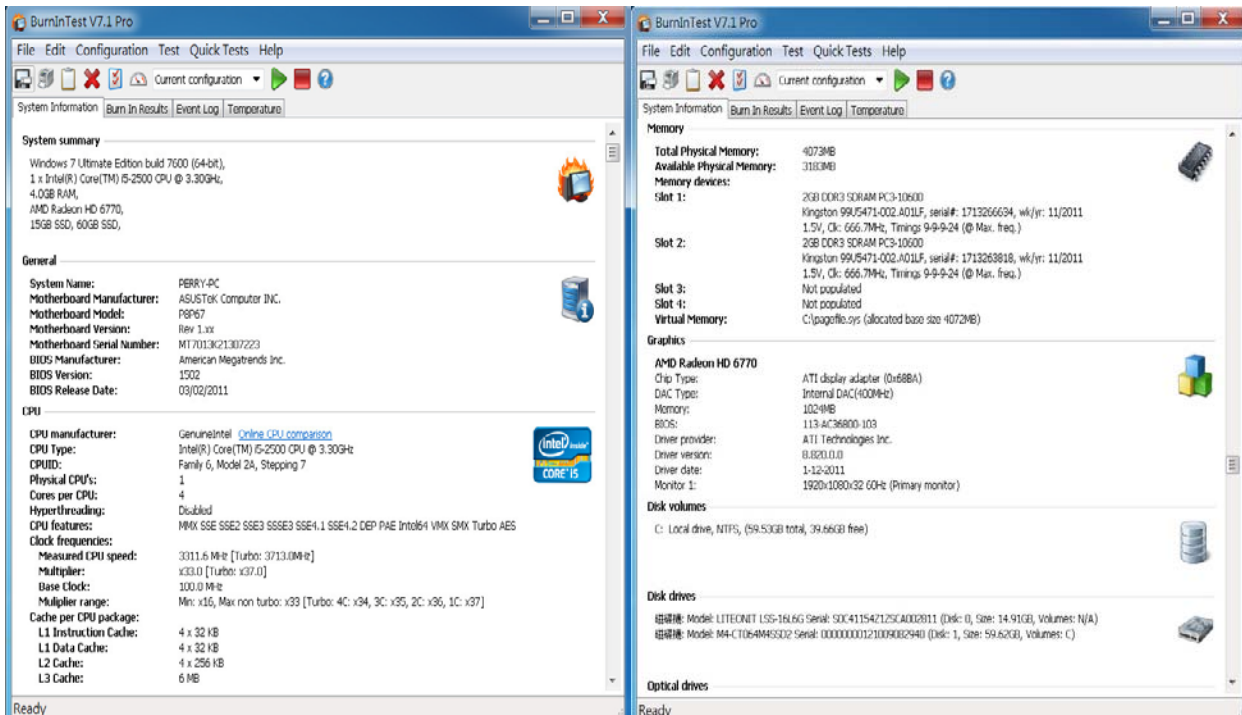 BurnInTest V7.1 Pro
File Edit Configuration Test Quick Tests Help
Current configuration
System Information Burn In Results Event Log Temperature
System summary
Windows 7 Ultimate Edition build 7600 (64-bit),
1 x Intel(R) Core(TM) i5-2500 CPU @ 3.30GHz,
4.0GB RAM,
AMD Radeon HD 6770,
15GB SSD, 60GB SSD,
General
System Name: PERRY-PC
Motherboard Manufacturer: ASUSTeK Computer INC.
Motherboard Model: P8P67
Motherboard Version: Rev 1.xx
Motherboard Serial Number: MT7013K21307223
BIOS Manufacturer: American Megatrends Inc.
BIOS Version: 1502
BIOS Release Date: 03/02/2011
CPU
CPU manufacturer: GenuineIntel Online CPU comparison
CPU Type: Intel(R) Core(TM) i5-2500 CPU @ 3.30GHz
CPUID: Family 6, Model 2A, Stepping 7
Physical CPU's: 1
Cores per CPU: 4
Hyperthreading: Disabled
CPU features: MMX SSE SSE2 SSE3 SSSE3 SSE4.1 SSE4.2 DEP PAE Intel64 VMX SMX Turbo AES
Clock frequencies:
Measured CPU speed: 3311.6 MHz [Turbo: 3713.0MHz]
Multiplier: x33.0 [Turbo: x37.0]
Base Clock: 100.0 MHz
Muliplier range: Min: x16, Max non turbo: x33 [Turbo: 4C: x34, 3C: x35, 2C: x36, 1C: x37]
Cache per CPU package:
L1 Instruction Cache: 4 x 32 KB
L1 Data Cache: 4 x 32 KB
L2 Cache: 4 x 256 KB
L3 Cache: 6 MB
(intel) inside
CORE i5
Ready
BurnInTest V7.1 Pro
File Edit Configuration Test Quick Tests Help
Current configuration
System Information Burn In Results Event Log Temperature
Memory
Total Physical Memory: 4073MB
Available Physical Memory: 3183MB
Memory devices:
Slot 1: 2GB DDR3 SDRAM PC3-10600
Kingston 99U5471-002.A01LF, serial#: 1713266634, wk/yr: 11/2011
1.5V, Clk: 666.7MHz, Timings 9-9-9-24 (@ Max. freq.)
Slot 2: 2GB DDR3 SDRAM PC3-10600
Kingston 99U5471-002.A01LF, serial#: 1713263818, wk/yr: 11/2011
1.5V, Clk: 666.7MHz, Timings 9-9-9-24 (@ Max. freq.)
Slot 3: Not populated
Slot 4: Not populated
Virtual Memory: C:\pagefile.sys (allocated base size 4072MB)
Graphics
AMD Radeon HD 6770
Chip Type: ATI display adapter (0x68BA)
DAC Type: Internal DAC(400MHz)
Memory: 1024MB
BIOS: 113-AC36800-103
Driver provider: ATI Technologies Inc.
Driver version: 8.820.0.0
Driver date: 1-12-2011
Monitor 1: 1920x1080x32 60Hz (Primary monitor)
Disk volumes
C: Local drive, NTFS, (59.53GB total, 39.66GB free)
Disk drives
磁碟機: Model: LITEONIT LSS-16L6G Serial: S0C41154Z1ZSCA002811 (Disk: 0, Size: 14.91GB, Volumes: N/A)
磁碟機: Model: M4-CT064M4SSD2 Serial: 00000000121009082940 (Disk: 1, Size: 59.62GB, Volumes: C)
Optical drives
Ready